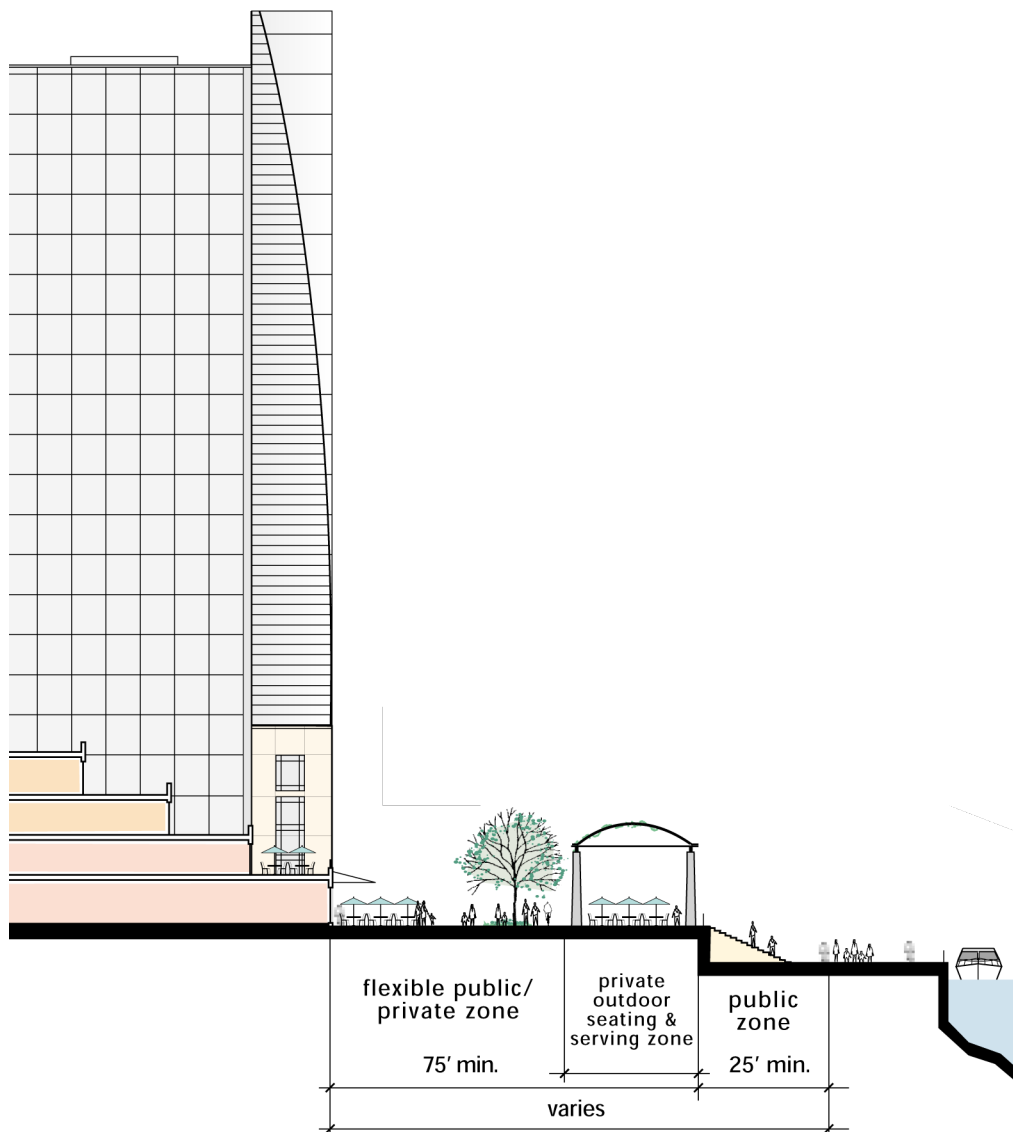 flexible public/
private zone
75' min.
private
outdoor
seating &
serving zone
public
zone
25' min.
varies